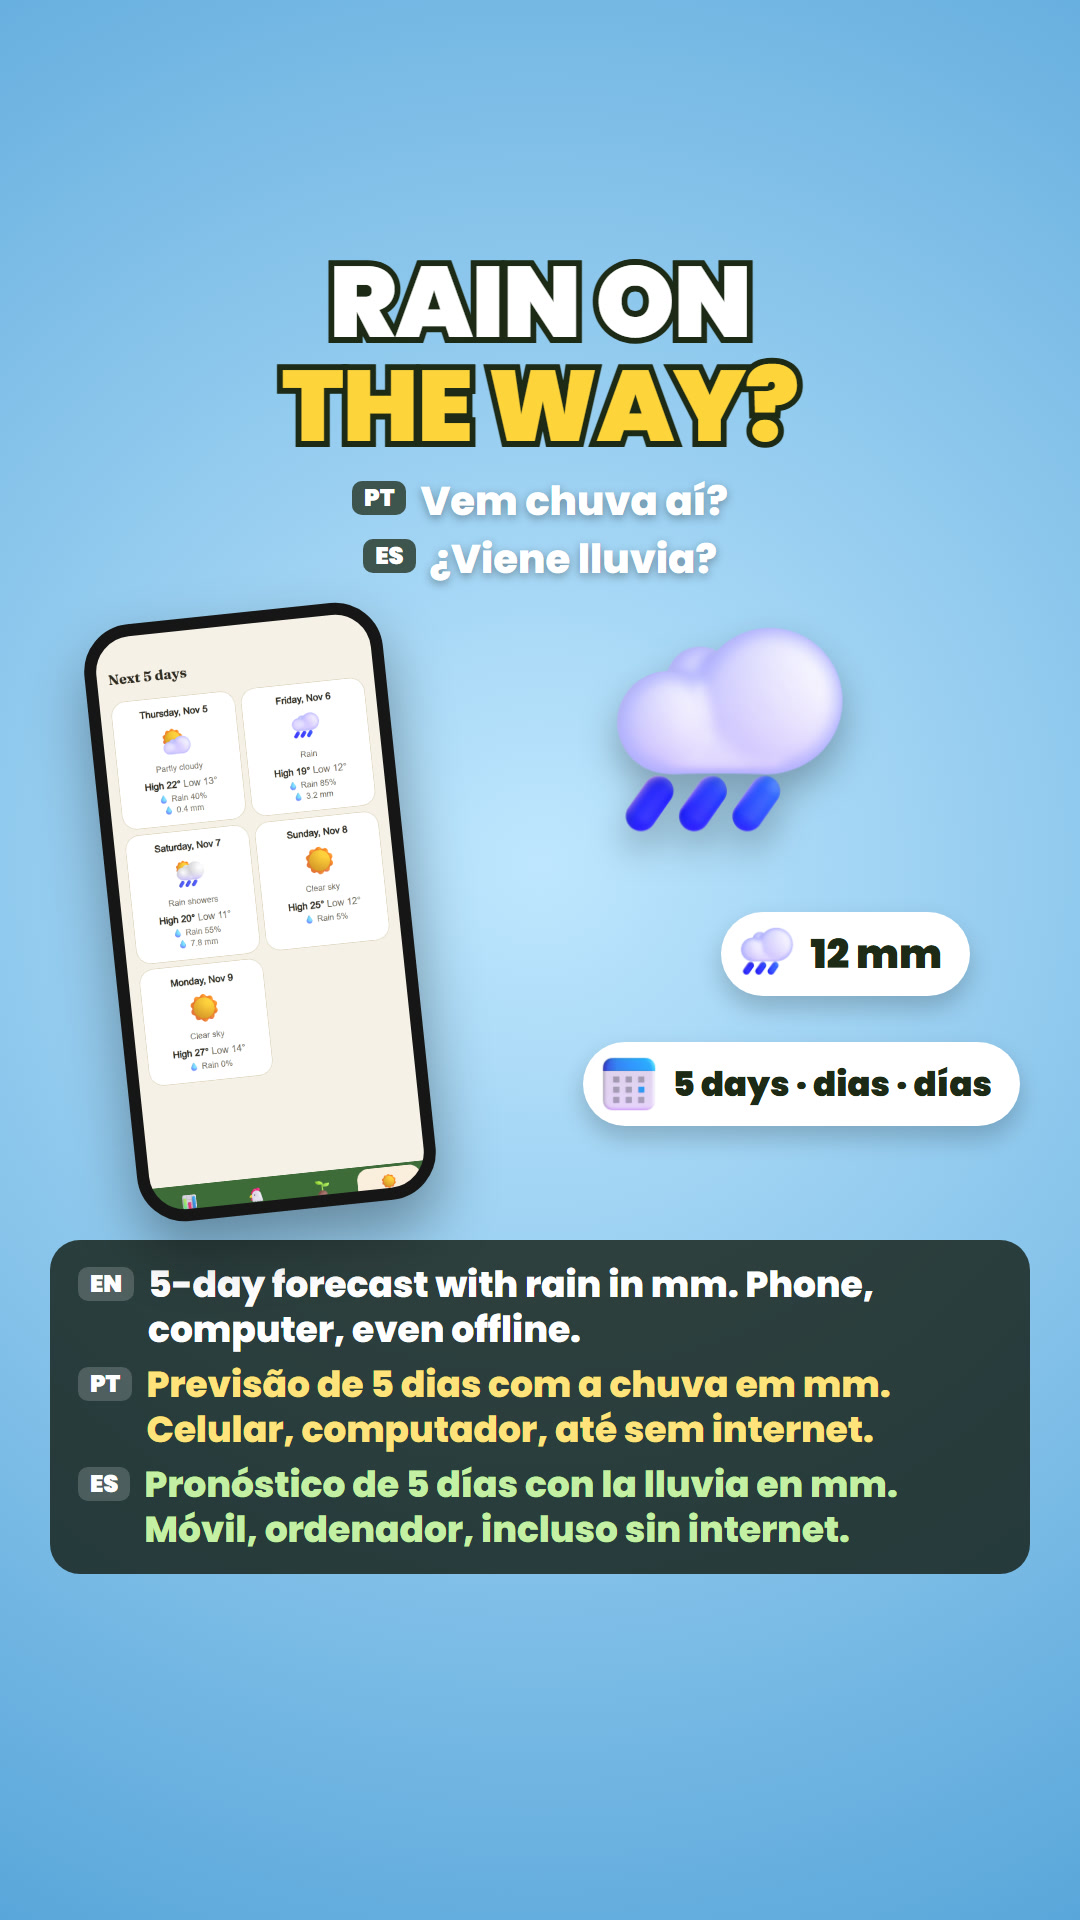 RAIN ON
THE WAY?
PT Vem chuva aí?
ES ¿Viene lluvia?
Next 5 days
Thursday, Nov 5
Partly cloudy
High 22° Low 13°
Rain 40%
0.4 mm
Friday, Nov 6
Rain
High 19° Low 12°
Rain 85%
3.2 mm
Saturday, Nov 7
Rain showers
High 20° Low 11°
Rain 55%
7.8 mm
Sunday, Nov 8
Clear sky
High 25° Low 12°
Rain 5%
Monday, Nov 9
Clear sky
High 27° Low 14°
Rain 0%
12 mm
5 days · dias · días
EN 5-day forecast with rain in mm. Phone,
computer, even offline.
PT Previsão de 5 dias com a chuva em mm.
Celular, computador, até sem internet.
ES Pronóstico de 5 días con la lluvia en mm.
Móvil, ordenador, incluso sin internet.